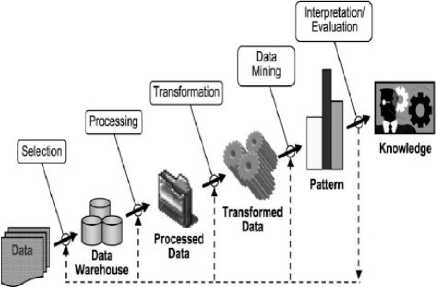 Interpretation/
Evaluation
Data
Mining
Transformation
Processing
Selection
Knowledge
Pattern
Transformed
Data
Processed
Data
Data
Warehouse
Data